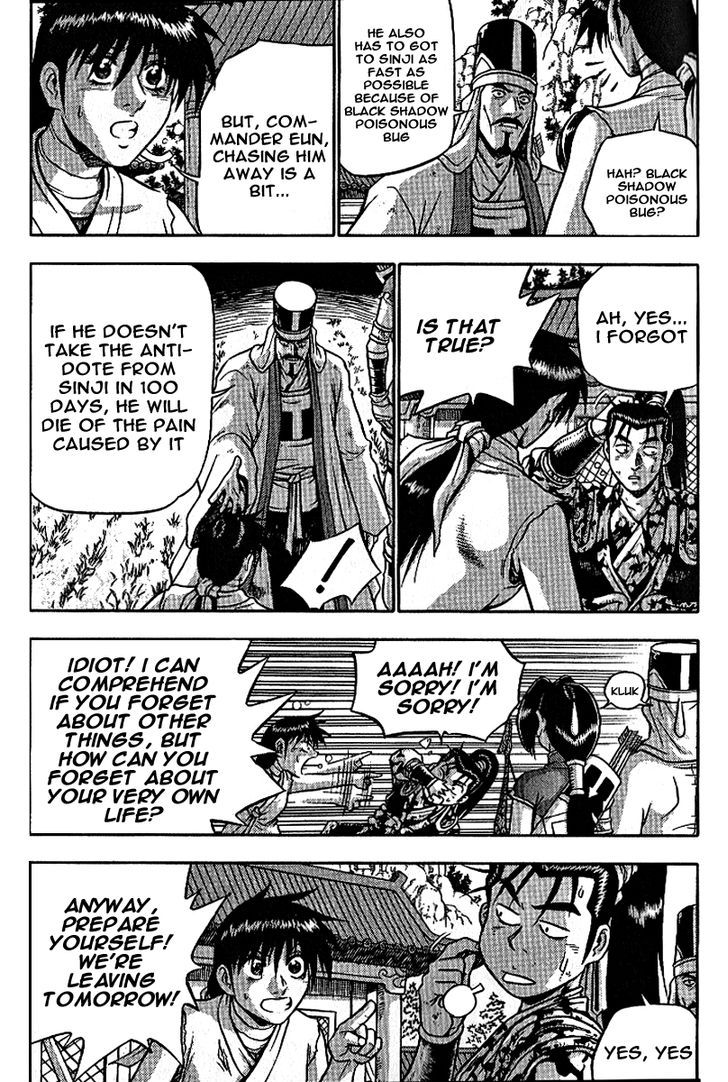 BUT, COM-
MANDER EUN,
CHASING HIM
AWAY IS A
BIT...
HE ALSO
HAS TO GOT
TO SINJI AS
FAST AS
POSSIBLE
BECAUSE OF
BLACK SHADOW
POISONOUS
BUG
HAH? BLACK
SHADOW
POISONOUS
BUG?
IF HE DOESN'T
TAKE THE ANTI-
DOTE FROM
SINJI IN 100
DAYS, HE WILL
DIE OF THE PAIN
CAUSED BY IT
!
IS THAT
TRUE?
AH, YES...
I FORGOT
IDIOT! I CAN
COMPREHEND
IF YOU FORGET
ABOUT OTHER
THINGS, BUT
HOW CAN YOU
FORGET ABOUT
YOUR VERY OWN
LIFE?
AAAAH! I'M
SORRY! I'M
SORRY!
KLUK
ANYWAY,
PREPARE
YOURSELF!
WE'RE
LEAVING
TOMORROW!
YES, YES